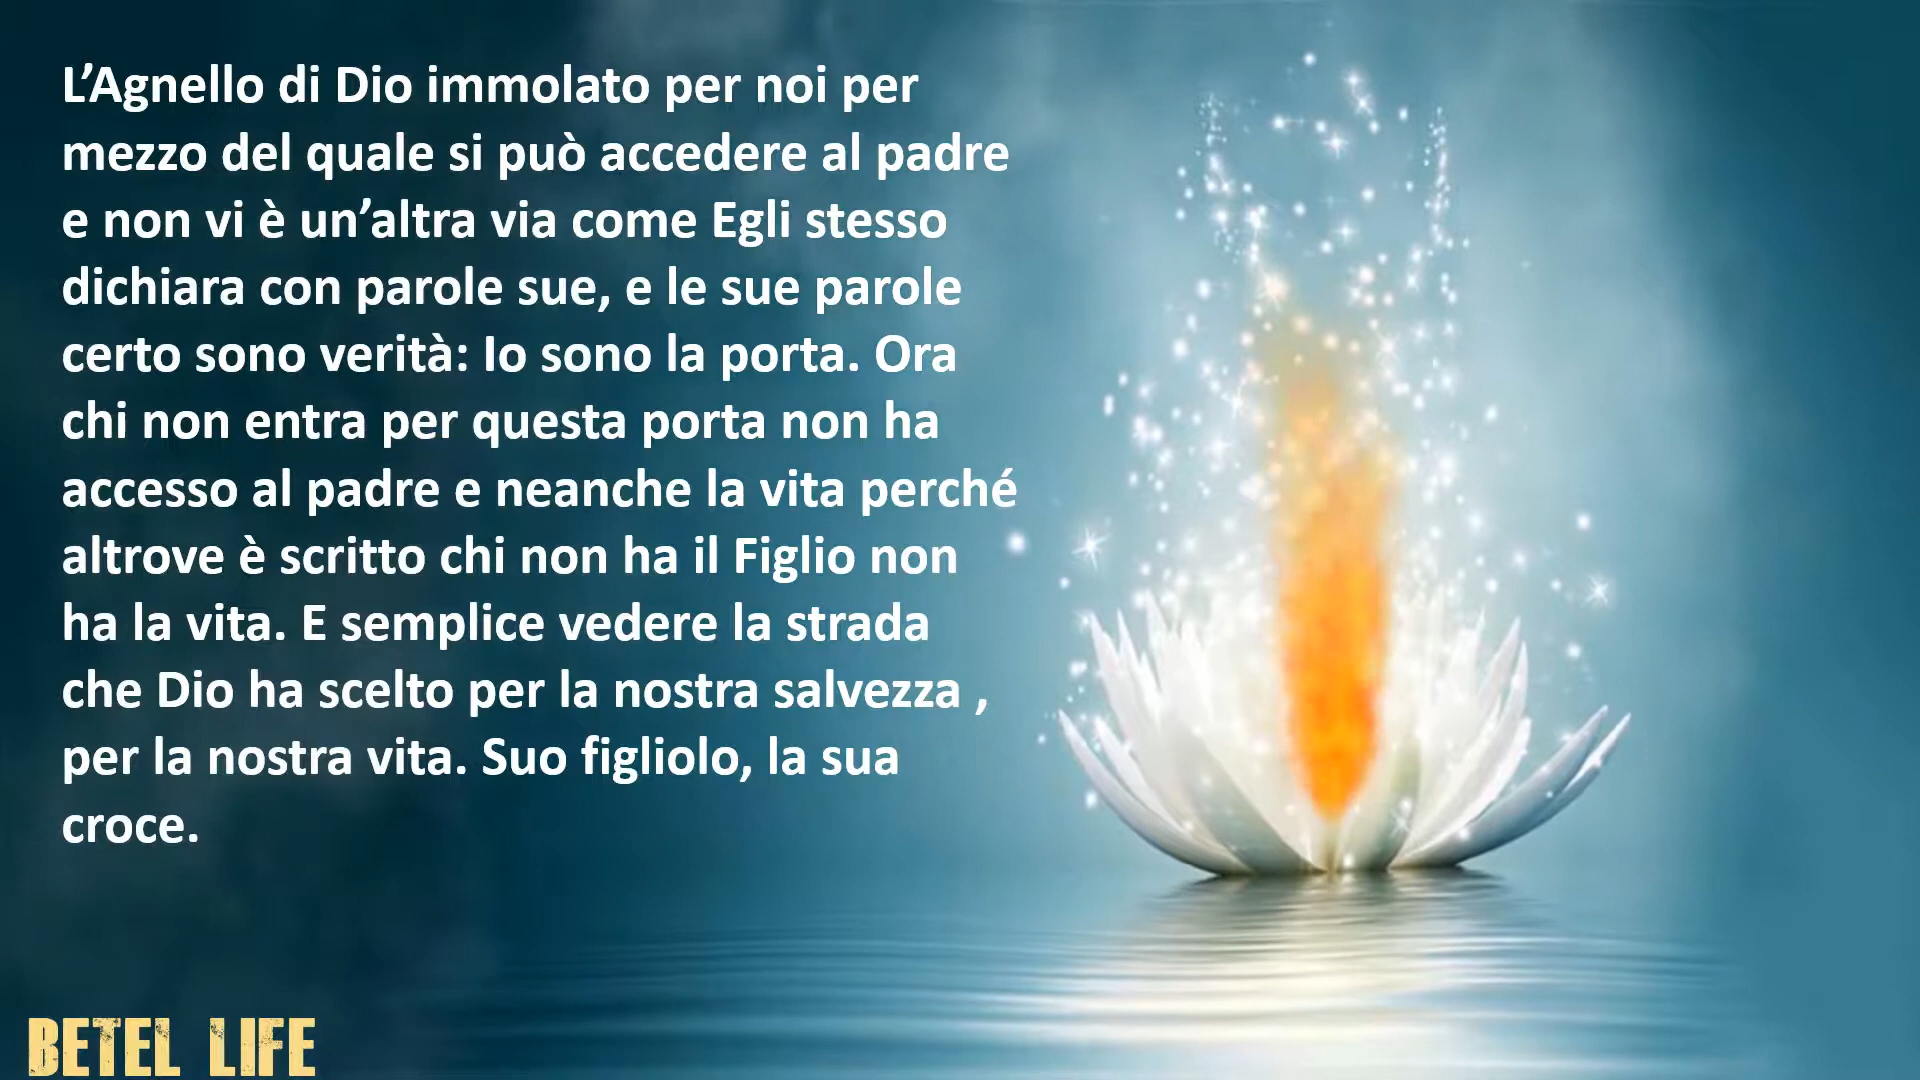 L’Agnello di Dio immolato per noi per
mezzo del quale si può accedere al padre
e non vi è un’altra via come Egli stesso
dichiara con parole sue, e le sue parole
certo sono verità: Io sono la porta. Ora
chi non entra per questa porta non ha
accesso al padre e neanche la vita perché
altrove è scritto chi non ha il Figlio non
ha la vita. E semplice vedere la strada
che Dio ha scelto per la nostra salvezza ,
per la nostra vita. Suo figliolo, la sua
croce.
BETEL LIFE